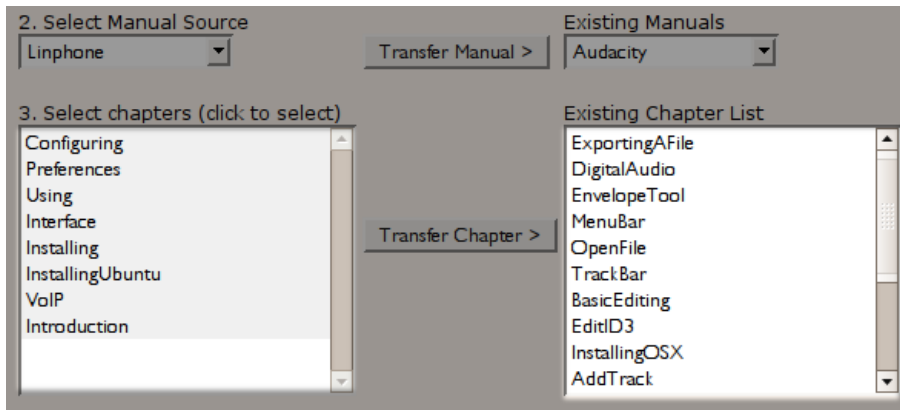 2. Select Manual Source
Existing Manuals
Linphone
Transfer Manual >
Audacity
3. Select chapters (click to select)
Existing Chapter List
Configuring
Preferences
Using
Interface
Installing
InstallingUbuntu
VoIP
Introduction
Transfer Chapter >
ExportingAFile
DigitalAudio
EnvelopeTool
MenuBar
OpenFile
TrackBar
BasicEditing
EditID3
InstallingOSX
AddTrack